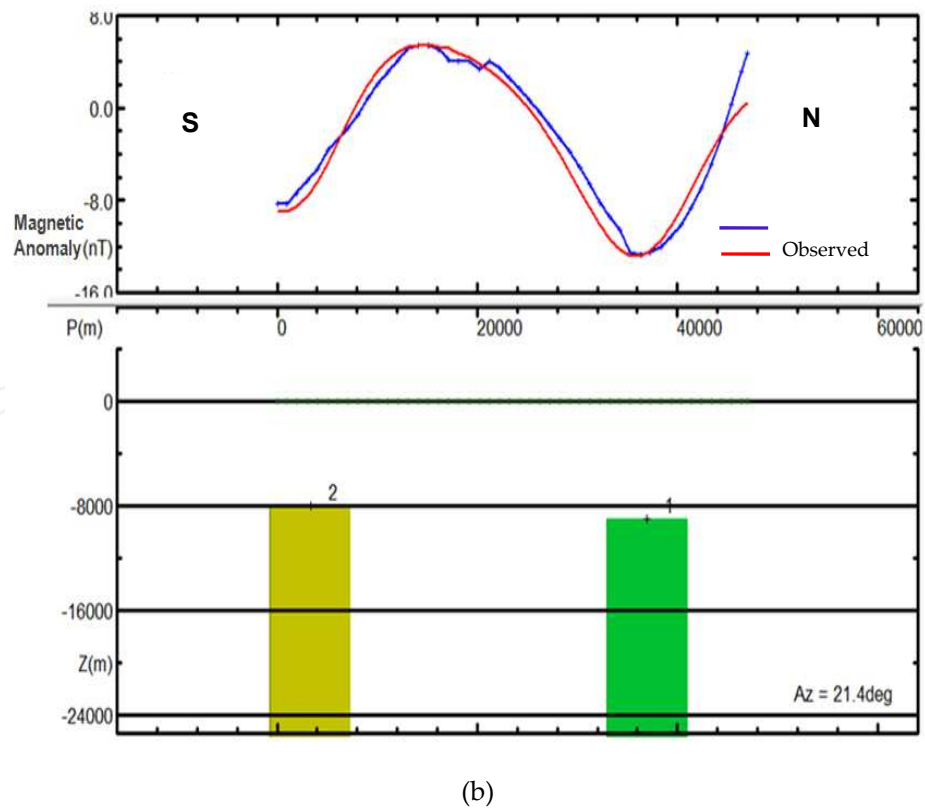 8.0
0.0
S
N
-8.0
Magnetic
Anomaly(nT)
Observed
-16.0
P(m)
0
20000
40000
60000
0
2
1
-8000
-16000
Z(m)
Az = 21.4deg
-24000
(b)